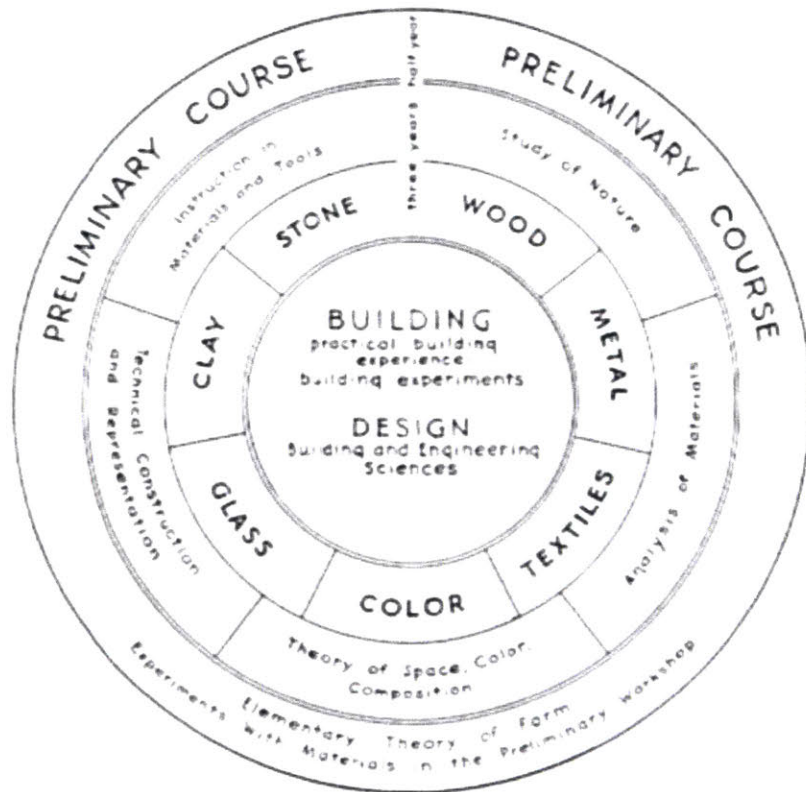 PRELIMINARY COURSE
PRELIMINARY COURSE
half year
three years
Instruction in
Materials and Tools
Study of Nature
STONE
WOOD
CLAY
METAL
BUILDING
practical building
experience
building experiments
DESIGN
Building and Engineering
Sciences
Technical Construction
and Representation
Analysis of Materials
GLASS
TEXTILES
COLOR
Theory of Space, Color,
Composition
Elementary Theory of Form
Experiments With Materials in the Preliminary Workshop